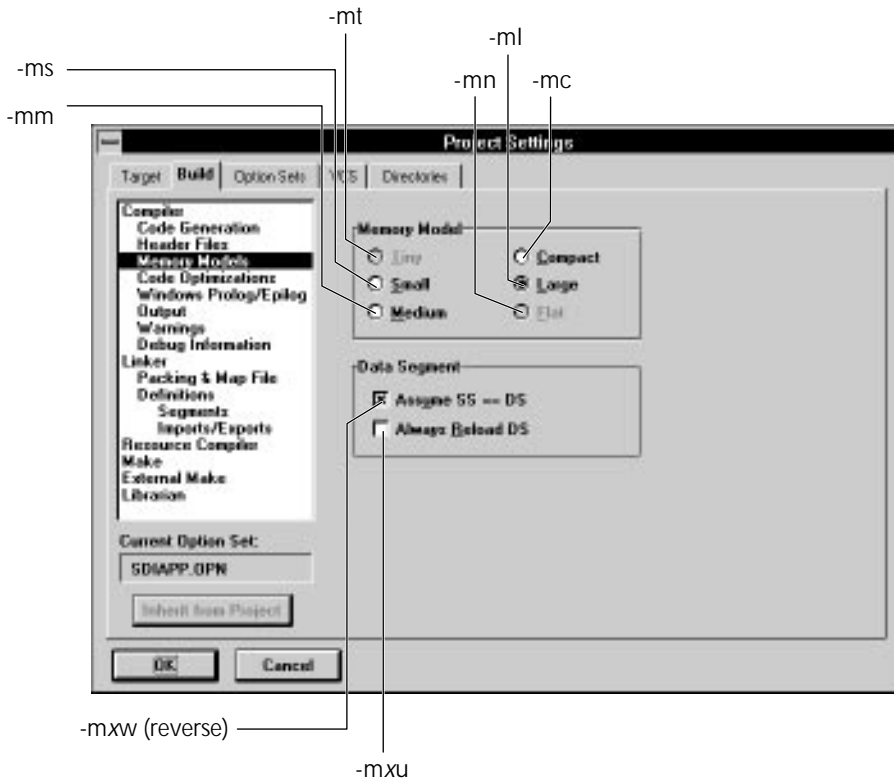 -mt
-ml
-ms
-mn
-mc
-mm
Project Settings
Target
Build
Option Sets
VCS
Directories
Compiler
Code Generation
Header Files
Memory Models
Code Optimizations
Windows Prolog/Epilog
Output
Warnings
Debug Information
Linker
Packing & Map File
Definitions
Segments
Imports/Exports
Resource Compiler
Make
External Make
Librarian
Memory Model
Tiny
Compact
Small
Large
Medium
Flat
Data Segment
Assume SS == DS
Always Reload DS
Current Option Set:
SDIAPP.OPN
Inherit from Project
OK
Cancel
-mxw (reverse)
-mxu